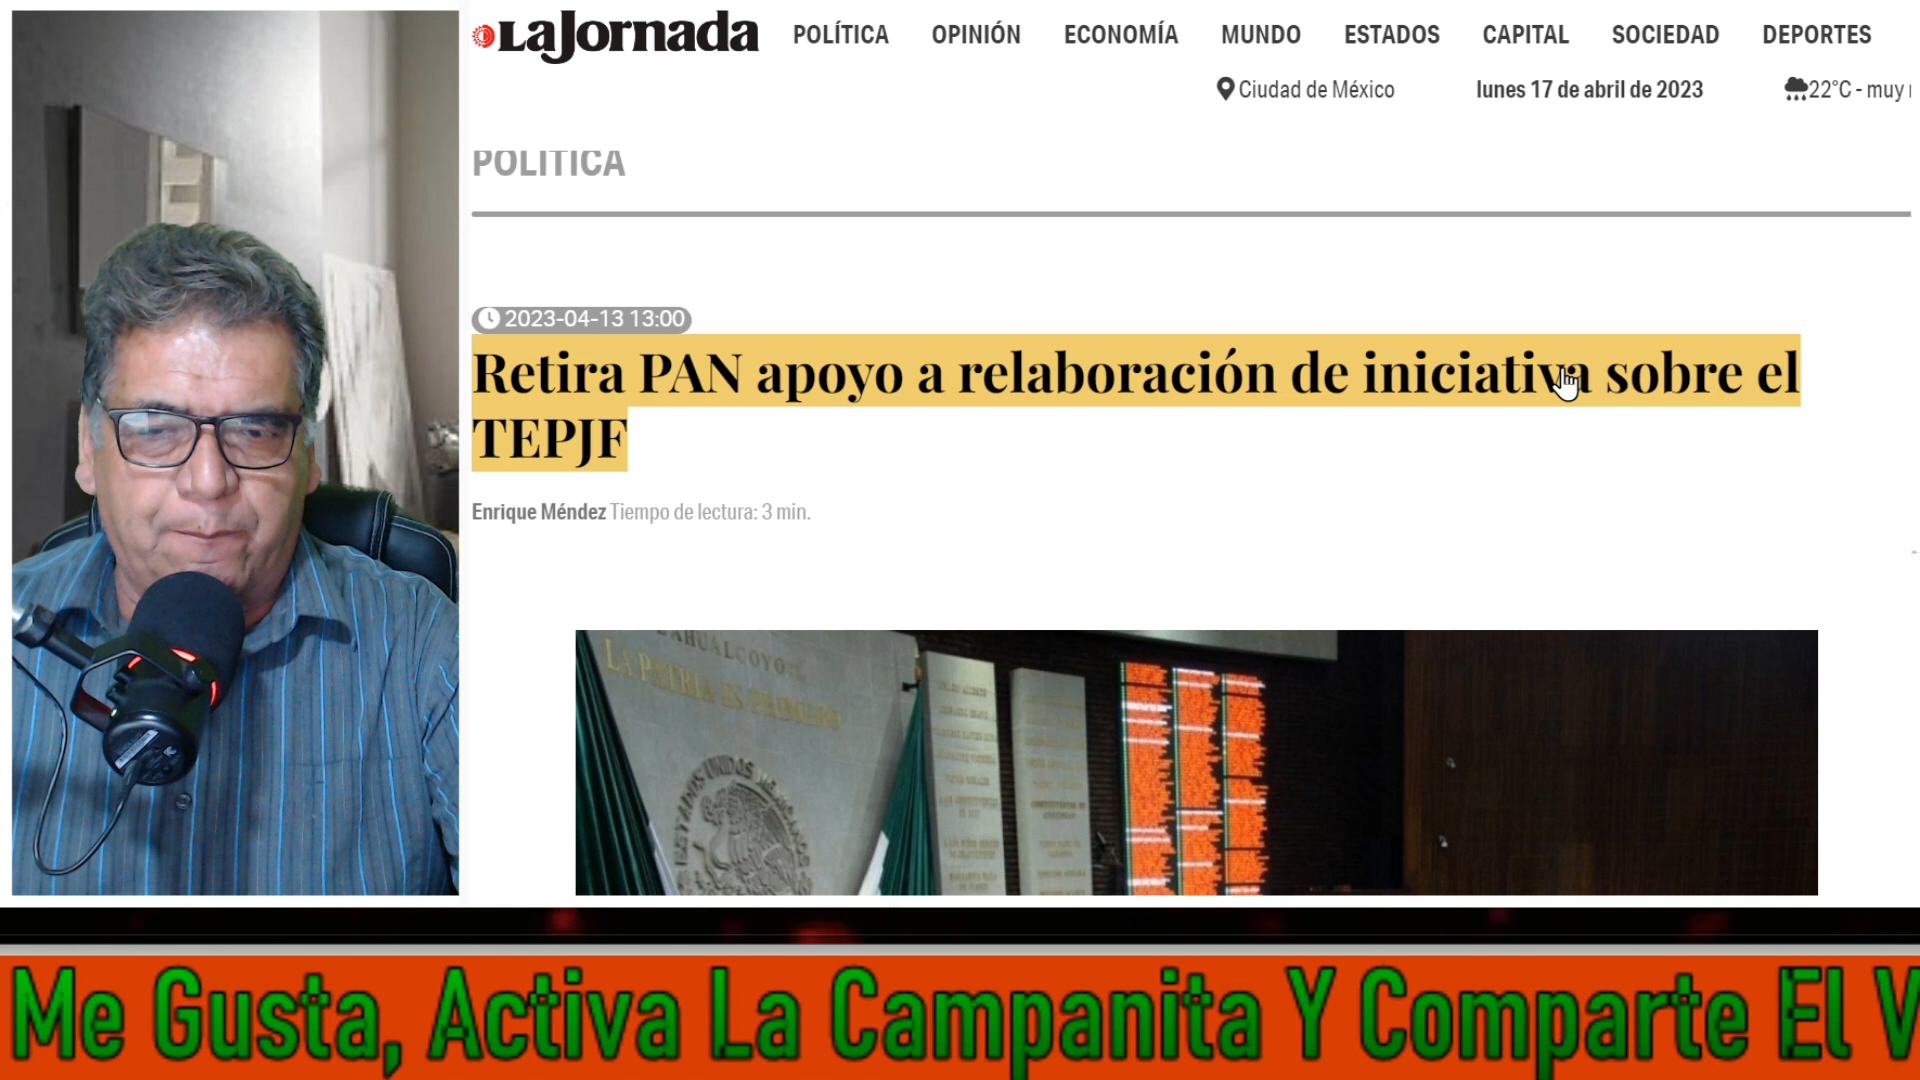 LaJornada
POLÍTICA OPINIÓN ECONOMÍA MUNDO ESTADOS CAPITAL SOCIEDAD DEPORTES
Ciudad de México lunes 17 de abril de 2023 22°C - muy
POLITICA
2023-04-13 13:00
Retira PAN apoyo a relaboración de iniciativa sobre el
TEPJF
Enrique Méndez Tiempo de lectura: 3 min.
LA PATRIA ES PRIMERO
ESTADOS UNIDOS MEXICANOS
Me Gusta, Activa La Campanita Y Comparte El V